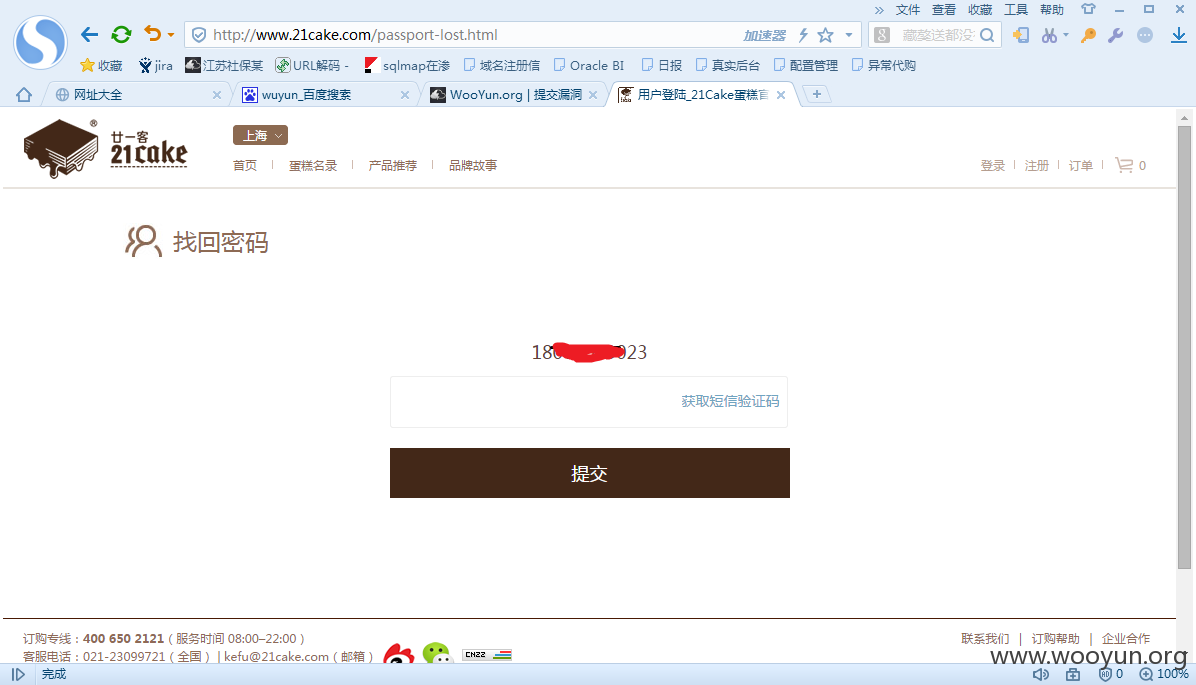 文件 查看 收藏 工具 帮助
http://www.21cake.com/passport-lost.html 加速器
收藏 jira 江苏社保某 URL解码 - sqlmap在渗 域名注册信 Oracle BI 日报 真实后台 配置管理 异常代购
网址大全 wuyun_百度搜索 WooYun.org | 提交漏洞 用户登陆_21Cake蛋糕官
廿一客
21cake
上海
首页 蛋糕名录 产品推荐 品牌故事
登录 注册 订单 0
找回密码
获取短信验证码
提交
订购专线：400 650 2121（服务时间 08:00–22:00）
客服电话：021-23099721（全国）| kefu@21cake.com（邮箱）
CNZZ
联系我们 | 订购帮助 | 企业合作
www.wooyun.org
完成
0 100%